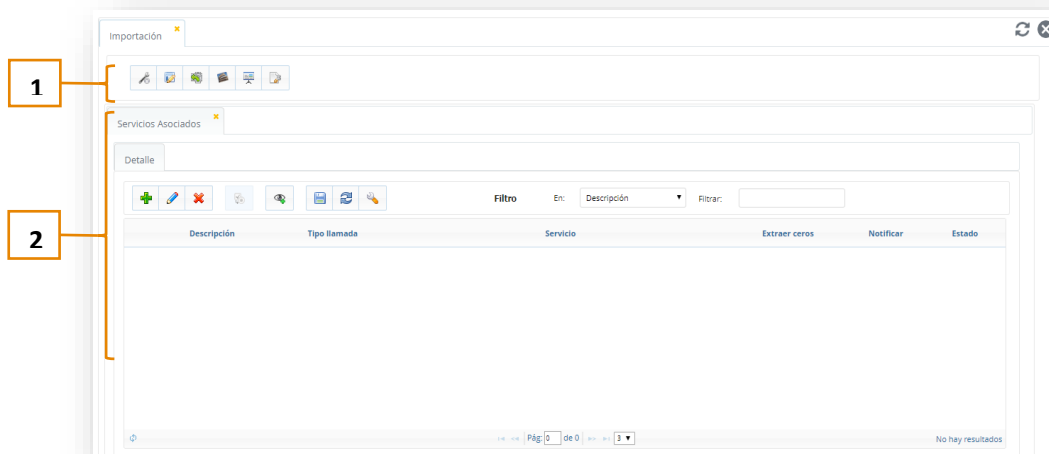 Importación
1
Servicios Asociados
Detalle
Filtro En: Descripción Filtrar:
2
Descripción Tipo llamada Servicio Extraer ceros Notificar Estado
Pág: 0 de 0 3 No hay resultados